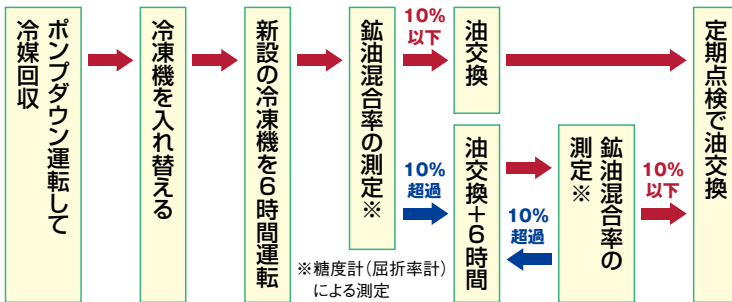 ポンプダウン運転して
冷媒回収
冷凍機を入れ替える
新設の冷凍機を6時間運転
鉱油混合率の測定※
10%
以下
油交換
10%
超過
油交換＋6時間
鉱油混合率の
測定※
10%
超過
10%
以下
定期点検で油交換
※糖度計（屈折率計）
による測定